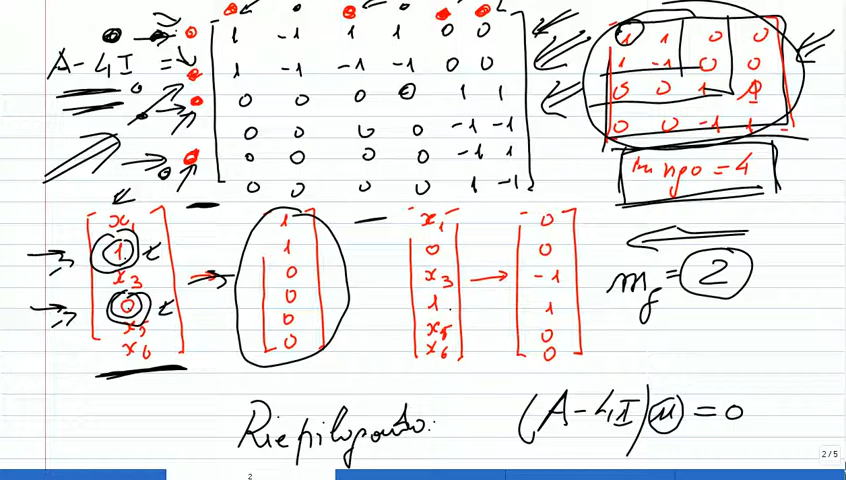 1 -1 1 1 0 0
A-4I =
1 -1 -1 -1 0 0
0 0 0 0 1 1
0 0 0 0 -1 -1
0 0 0 0 -1 1
0 0 0 0 1 -1
1 1 0 0
1 -1 0 0
0 0 1 1
0 0 -1 1
rango = 4
x₁
1
x₃
0
x₅
x₆
1
1
0
0
0
0
x₁
0
x₃
1
x₅
x₆
0
0
-1
1
0
0
mg = 2
Riepilogando:
(A-4I) u = 0
2/5
2